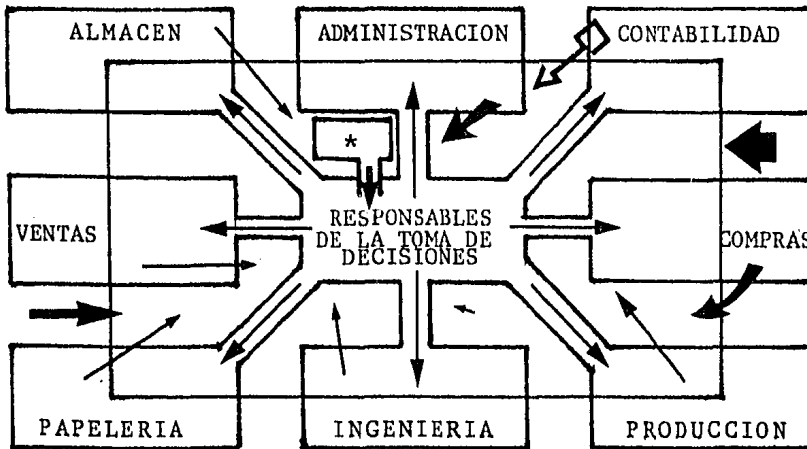 ALMACEN
ADMINISTRACION
CONTABILIDAD
*
VENTAS
RESPONSABLES
DE LA TOMA DE
DECISIONES
COMPRAS
PAPELERIA
INGENIERIA
PRODUCCION